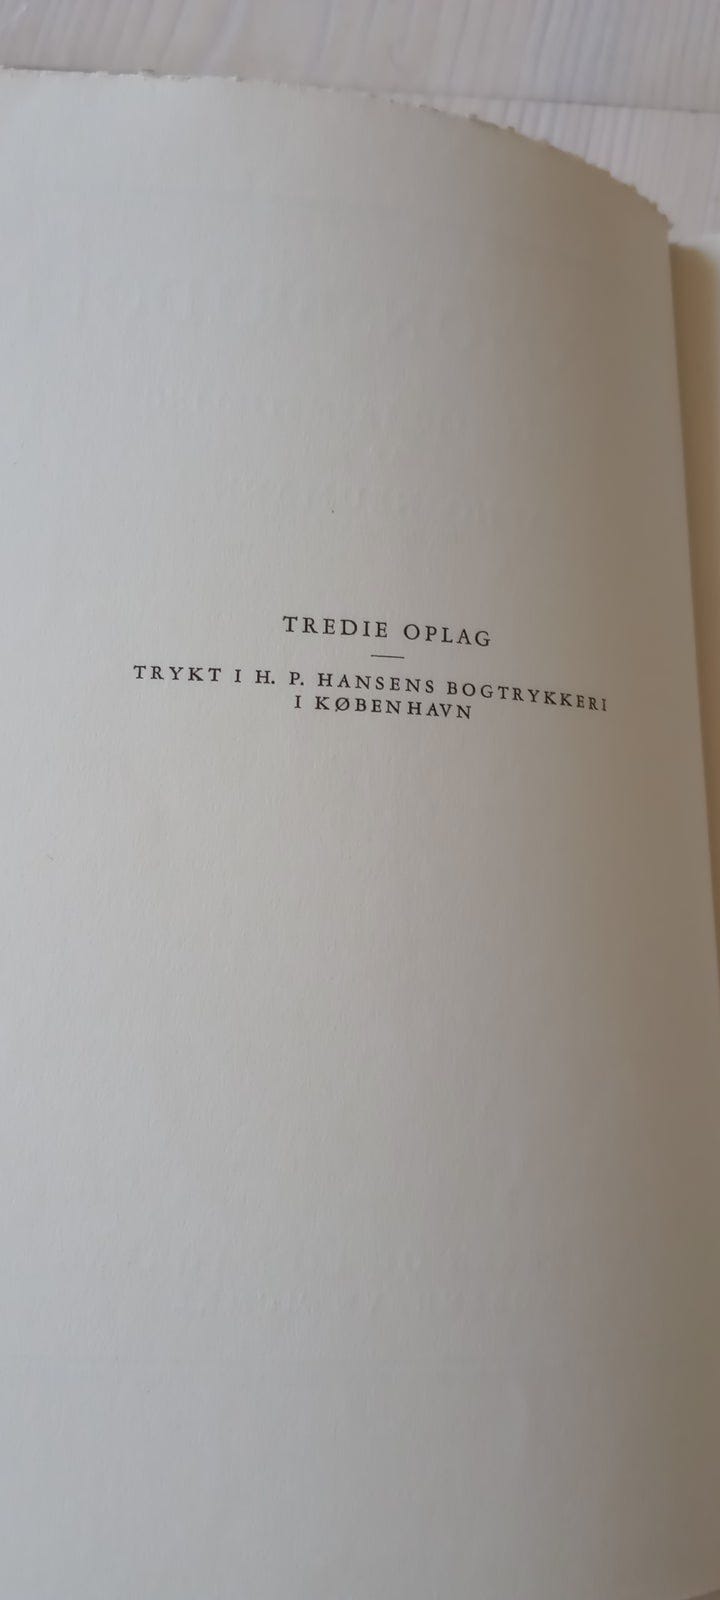 TREDIE OPLAG
TRYKT I H. P. HANSENS BOGTRYKKERI
I KØBENHAVN